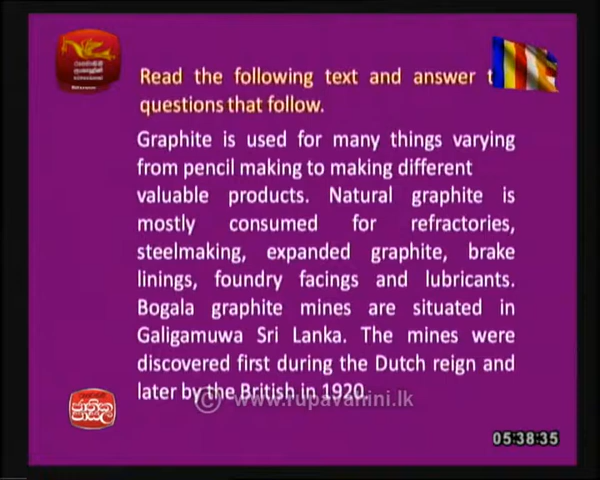 Read the following text and answer t
questions that follow.
Graphite is used for many things varying
from pencil making to making different
valuable products. Natural graphite is
mostly consumed for refractories,
steelmaking, expanded graphite, brake
linings, foundry facings and lubricants.
Bogala graphite mines are situated in
Galigamuwa Sri Lanka. The mines were
discovered first during the Dutch reign and
later by the British in 1920.
© www.rupavahini.lk
05:38:35